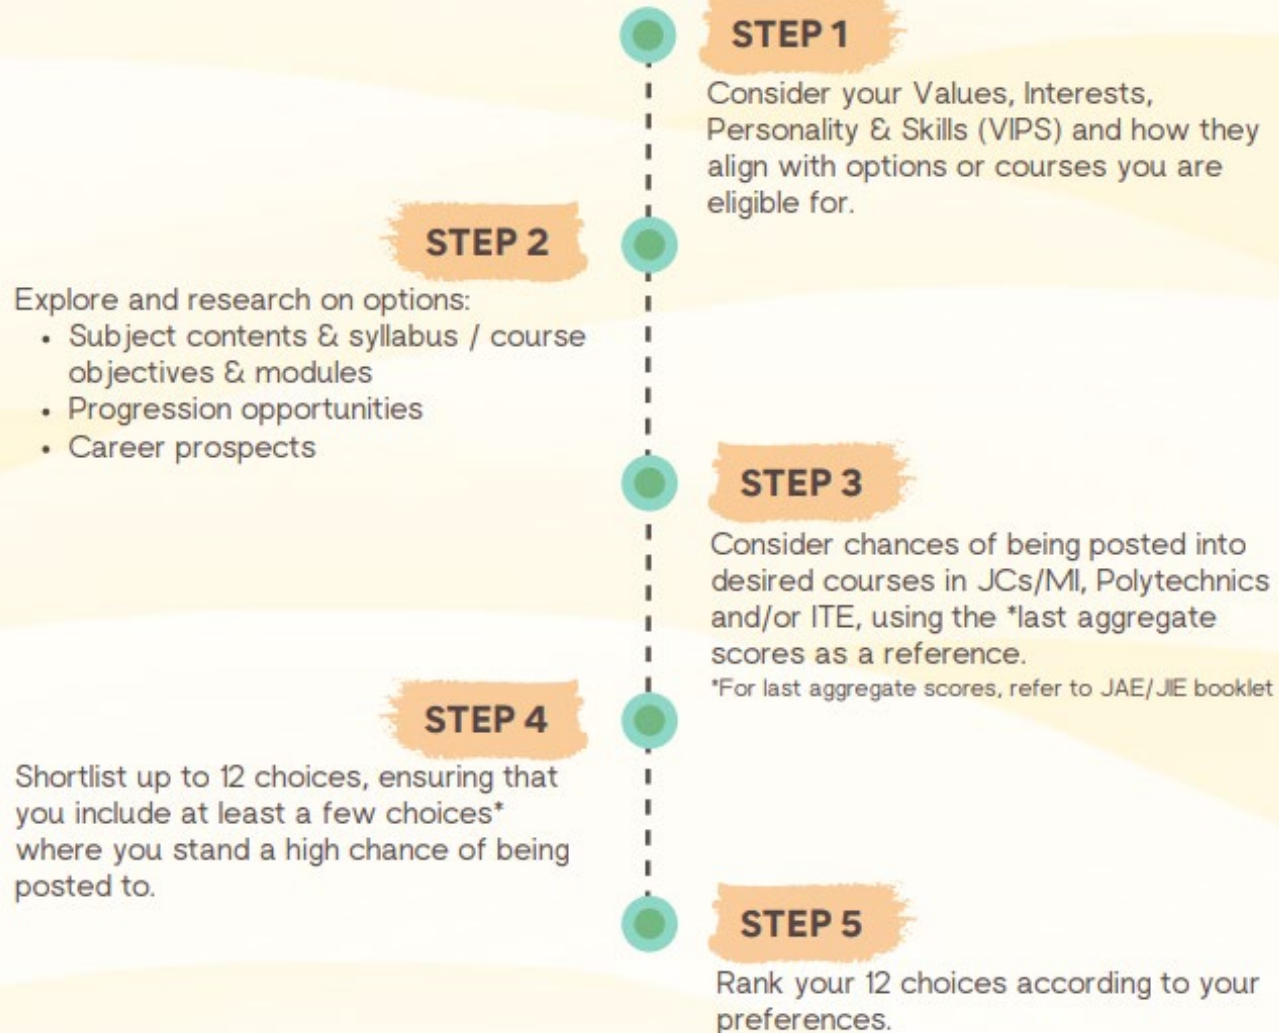 STEP 1
Consider your Values, Interests,
Personality & Skills (VIPS) and how they
align with options or courses you are
eligible for.
STEP 2
Explore and research on options:
• Subject contents & syllabus / course
objectives & modules
• Progression opportunities
• Career prospects
STEP 3
Consider chances of being posted into
desired courses in JCs/MI, Polytechnics
and/or ITE, using the *last aggregate
scores as a reference.
*For last aggregate scores, refer to JAE/JIE booklet
STEP 4
Shortlist up to 12 choices, ensuring that
you include at least a few choices*
where you stand a high chance of being
posted to.
STEP 5
Rank your 12 choices according to your
preferences.